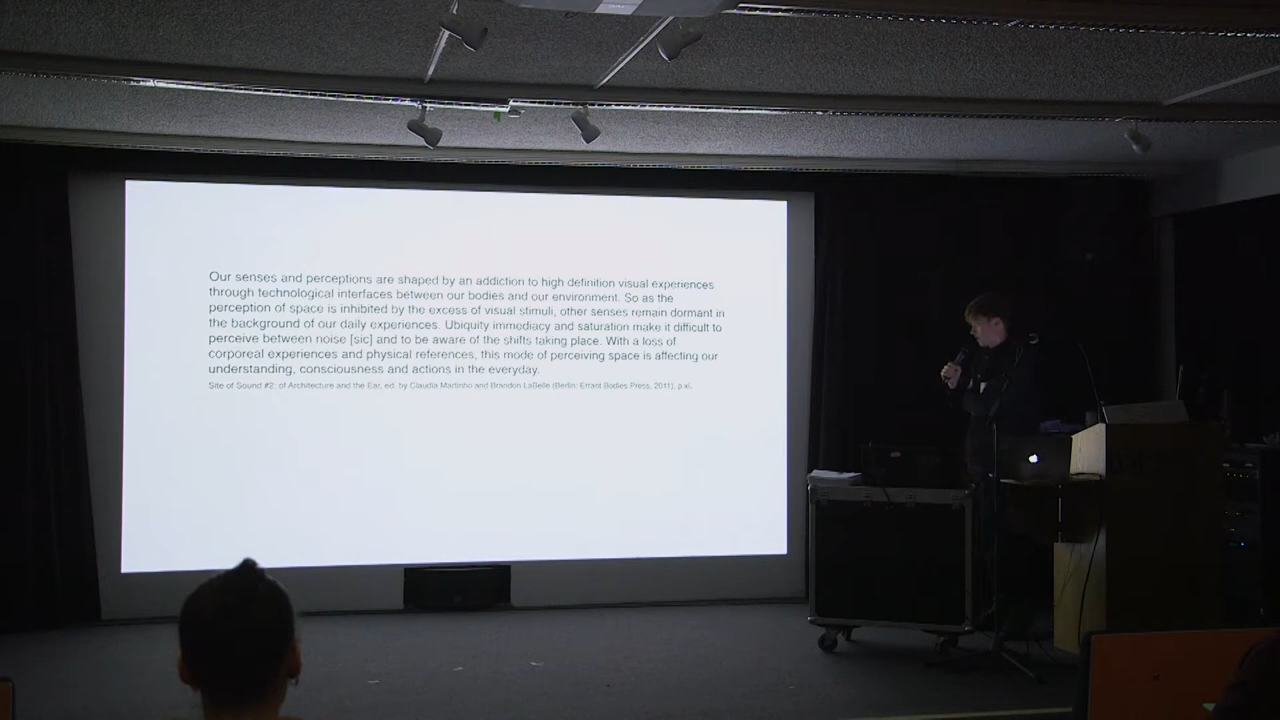 Our senses and perceptions are shaped by an addiction to high definition visual experiences
through technological interfaces between our bodies and our environment. So as the
perception of space is inhibited by the excess of visual stimuli, other senses remain dormant in
the background of our daily experiences. Ubiquity immediacy and saturation make it difficult to
perceive between noise [sic] and to be aware of the shifts taking place. With a loss of
corporeal experiences and physical references, this mode of perceiving space is affecting our
understanding, consciousness and actions in the everyday.
Site of Sound #2: of Architecture and the Ear, ed. by Claudia Martinho and Brandon LaBelle (Berlin: Errant Bodies Press, 2011), p.xi.